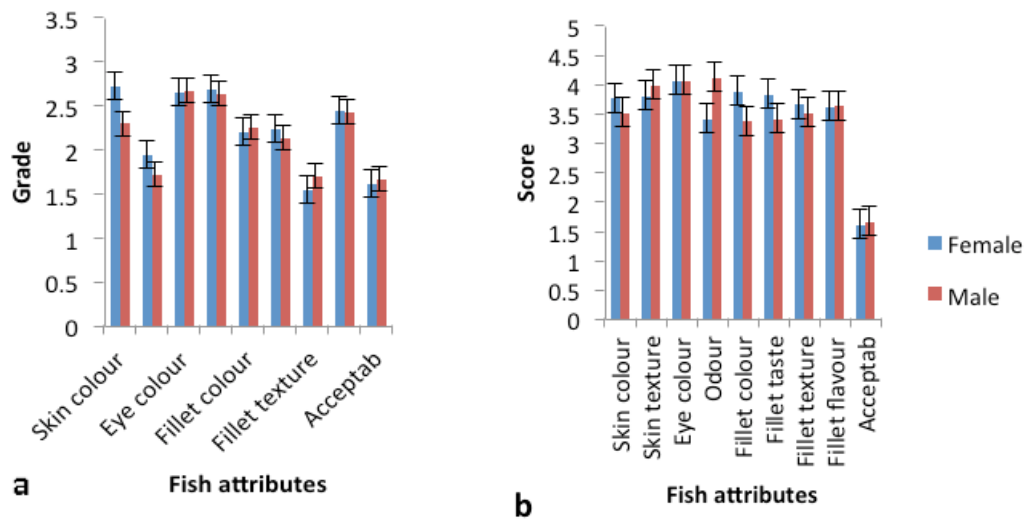 3.5
3
2.5
2
1.5
1
0.5
0
Grade
Skin colour
Eye colour
Fillet colour
Fillet texture
Acceptab
Fish attributes
a
5
4.5
4
3.5
3
2.5
2
1.5
1
0.5
0
Score
Skin colour
Skin texture
Eye colour
Odour
Fillet colour
Fillet taste
Fillet texture
Fillet flavour
Acceptab
Fish attributes
b
Female
Male